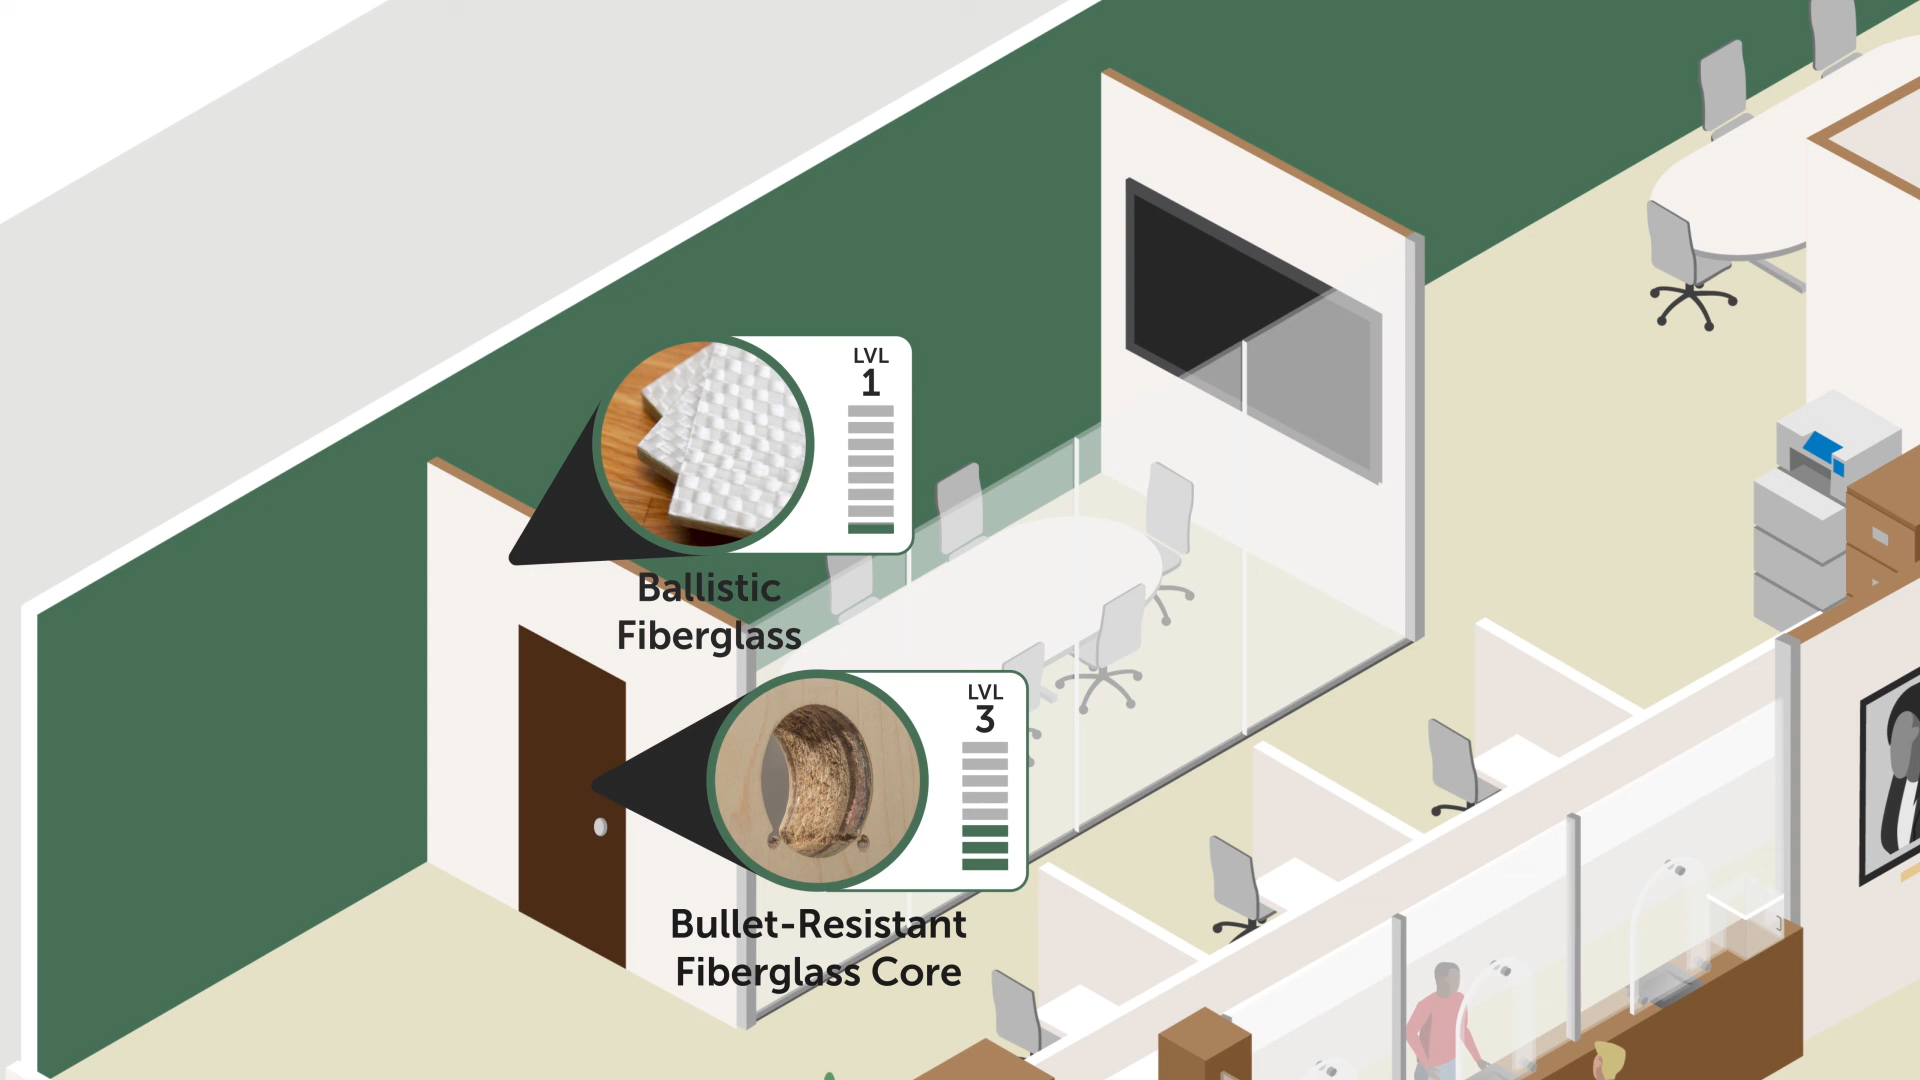 LVL
1
Ballistic
Fiberglass
LVL
3
Bullet-Resistant
Fiberglass Core